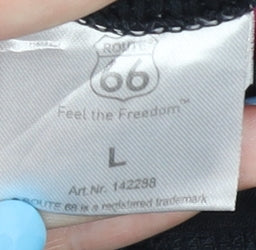 ROUTE
66
Feel the Freedom™
L
Art.Nr. 142298
ROUTE 66 is a registered trademark